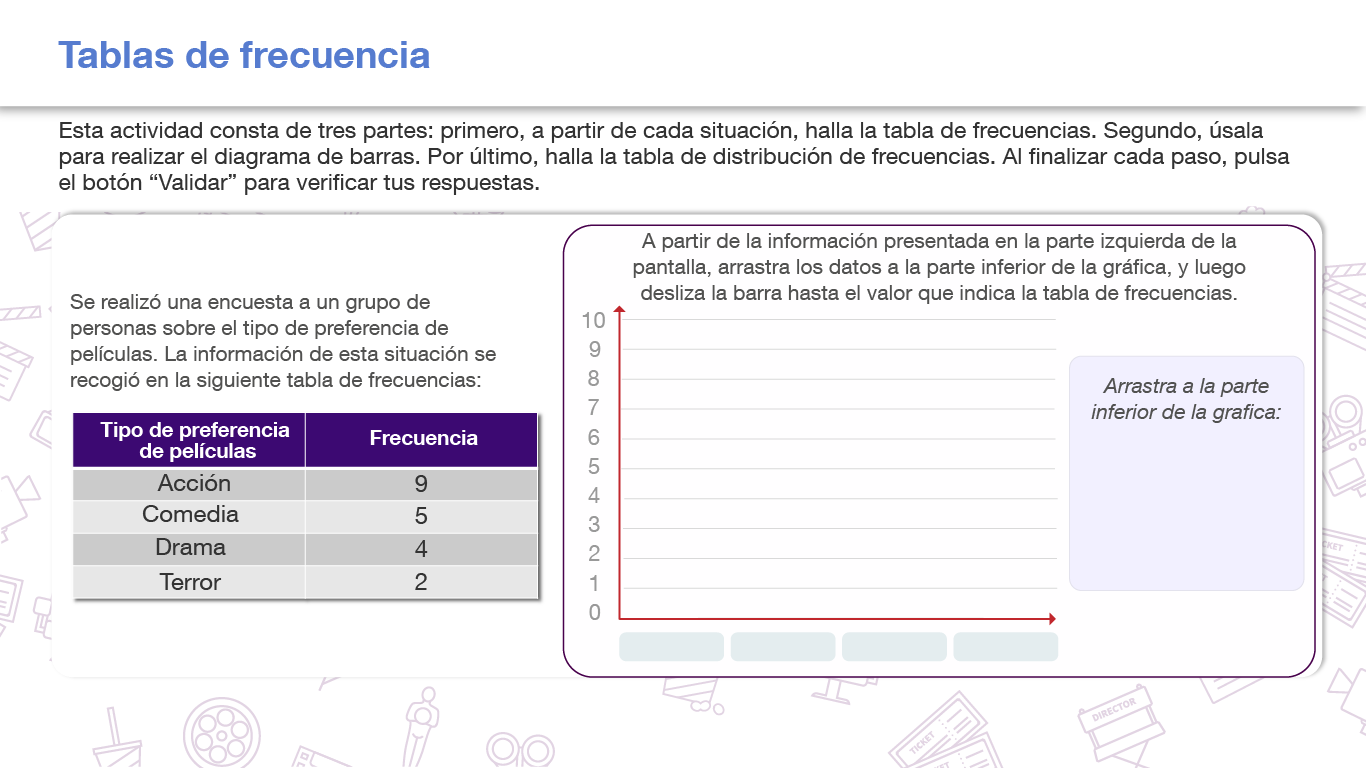 Tablas de frecuencia
Esta actividad consta de tres partes: primero, a partir de cada situación, halla la tabla de frecuencias. Segundo, úsala
para realizar el diagrama de barras. Por último, halla la tabla de distribución de frecuencias. Al finalizar cada paso, pulsa
el botón “Validar” para verificar tus respuestas.
Se realizó una encuesta a un grupo de
personas sobre el tipo de preferencia de
películas. La información de esta situación se
recogió en la siguiente tabla de frecuencias:
Tipo de preferencia
de películas
Frecuencia
Acción 9
Comedia 5
Drama 4
Terror 2
A partir de la información presentada en la parte izquierda de la
pantalla, arrastra los datos a la parte inferior de la gráfica, y luego
desliza la barra hasta el valor que indica la tabla de frecuencias.
10
9
8
7
6
5
4
3
2
1
0
Arrastra a la parte
inferior de la grafica:
TICKET
TICKET
DIRECTOR